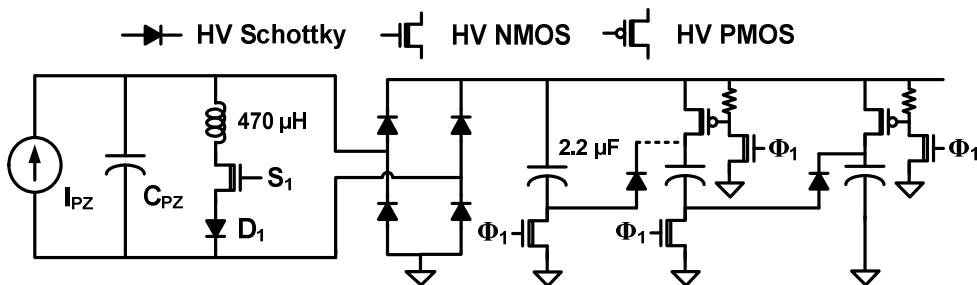 HV Schottky HV NMOS HV PMOS
470 µH
2.2 µF
Φ1
Φ1
I_PZ
C_PZ
S1
D1
Φ1
Φ1